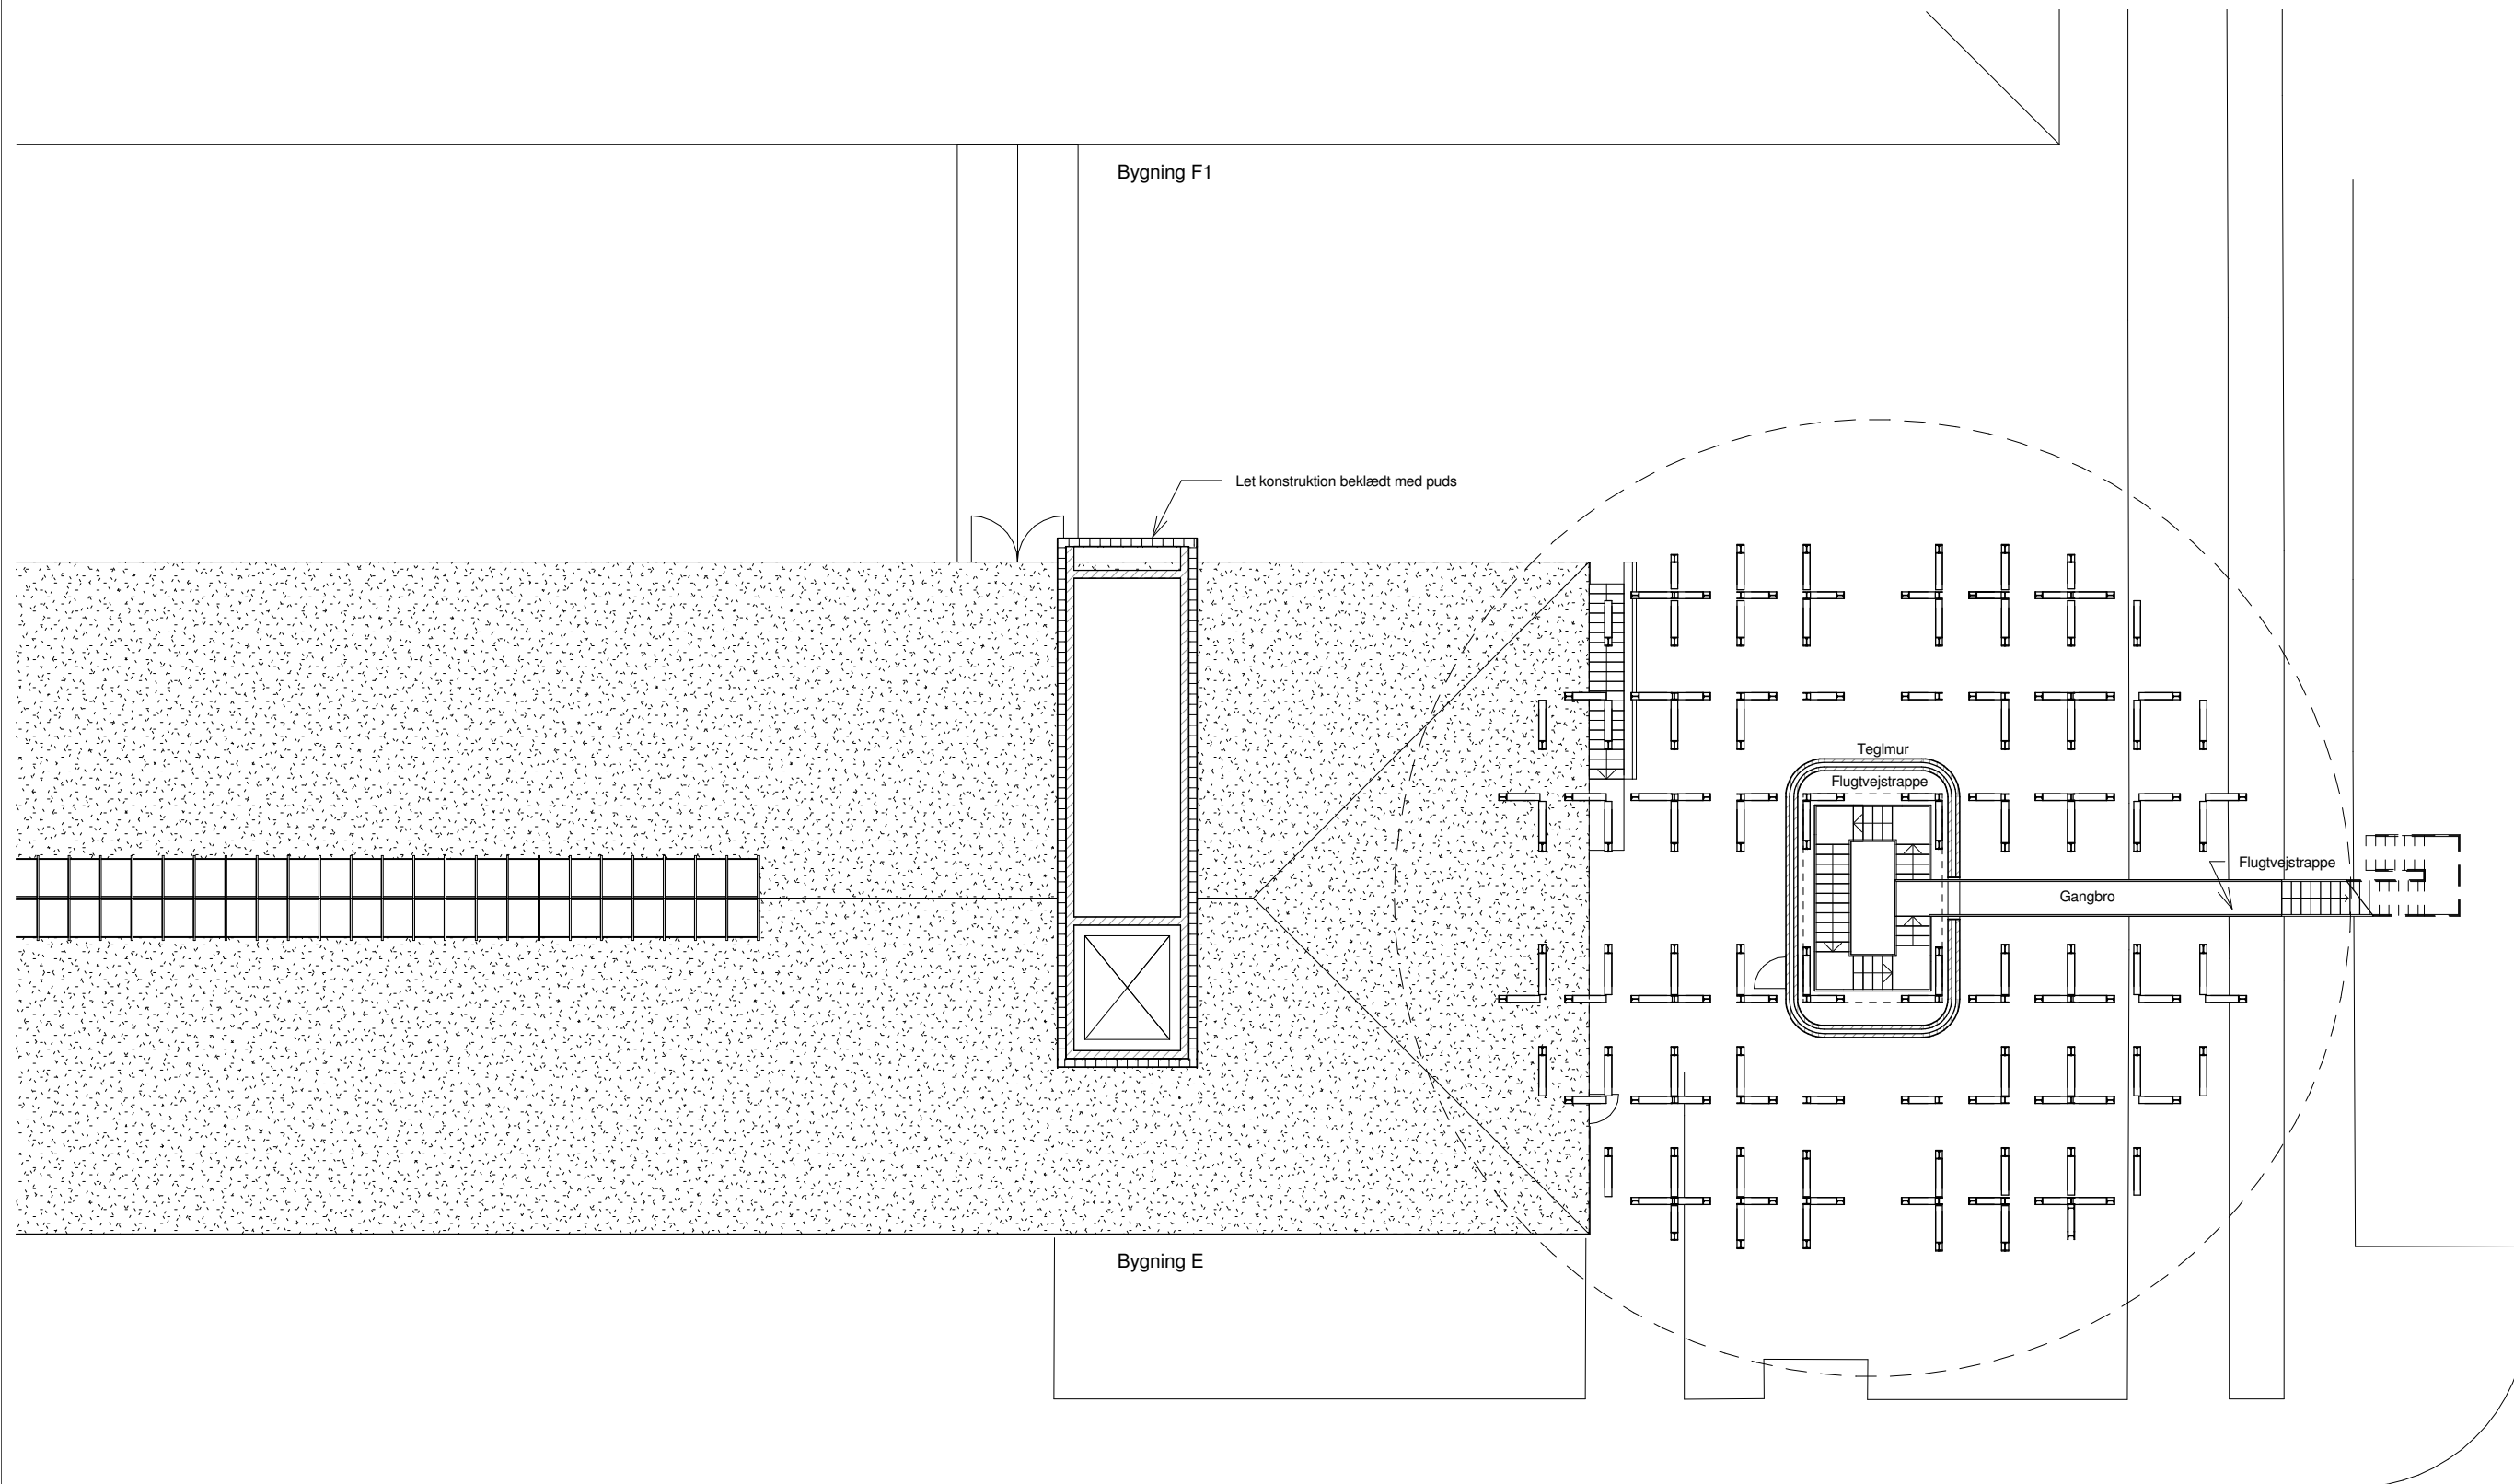 Bygning F1
Let konstruktion beklædt med puds
Teglmur
Flugtvejstrappe
Flugtvejstrappe
Gangbro
Bygning E